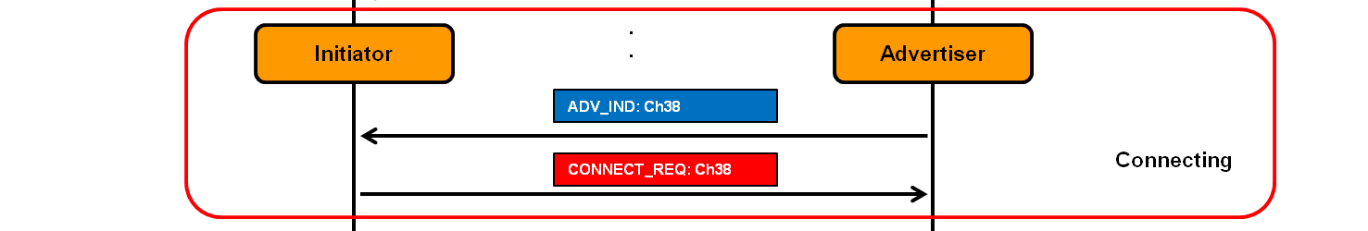 Initiator
Advertiser
ADV_IND: Ch38
Connecting
CONNECT_REQ: Ch38